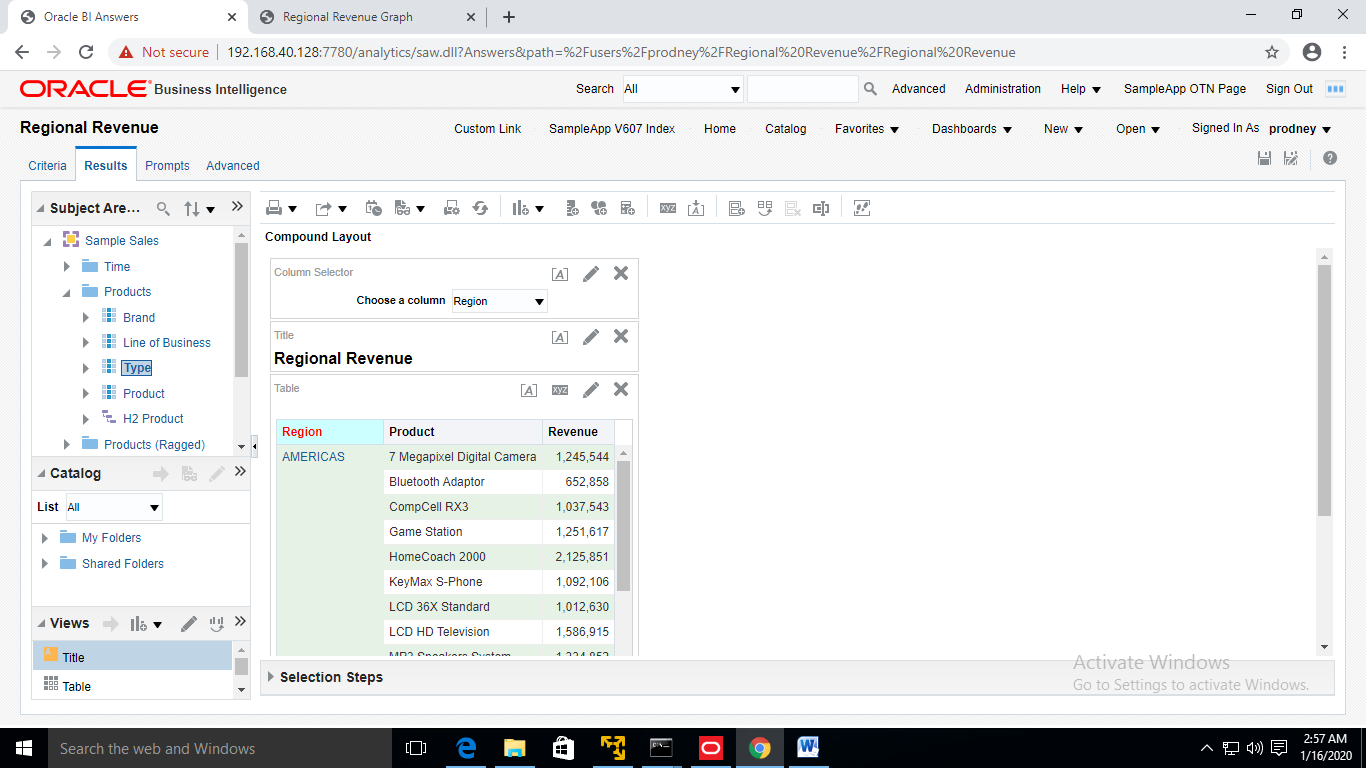 Oracle BI Answers
Regional Revenue Graph
Not secure 192.168.40.128:7780/analytics/saw.dll?Answers&path=%2Fusers%2Fprodney%2FRegional%20Revenue%2FRegional%20Revenue
ORACLE Business Intelligence
Search All Advanced Administration Help SampleApp OTN Page Sign Out
Regional Revenue
Custom Link SampleApp V607 Index Home Catalog Favorites Dashboards New Open Signed In As prodney
Criteria Results Prompts Advanced
Subject Are...
Sample Sales
Time
Products
Brand
Line of Business
Type
Product
H2 Product
Products (Ragged)
Catalog
List All
My Folders
Shared Folders
Views
Title
Table
xyz
Compound Layout
Column Selector
Choose a column Region
Title
Regional Revenue
Table
xyz
Region Product Revenue
AMERICAS 7 Megapixel Digital Camera 1,245,544
Bluetooth Adaptor 652,858
CompCell RX3 1,037,543
Game Station 1,251,617
HomeCoach 2000 2,125,851
KeyMax S-Phone 1,092,106
LCD 36X Standard 1,012,630
LCD HD Television 1,586,915
Selection Steps
Activate Windows
Go to Settings to activate Windows.
Search the web and Windows
2:57 AM
1/16/2020